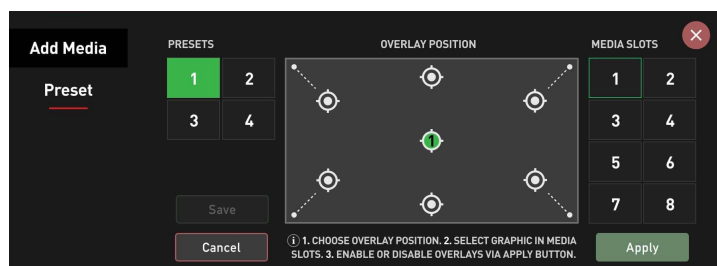 Add Media
Preset
PRESETS
1 2
3 4
Save
Cancel
OVERLAY POSITION
1
ⓘ 1. CHOOSE OVERLAY POSITION. 2. SELECT GRAPHIC IN MEDIA
SLOTS. 3. ENABLE OR DISABLE OVERLAYS VIA APPLY BUTTON.
MEDIA SLOTS
1 2
3 4
5 6
7 8
Apply